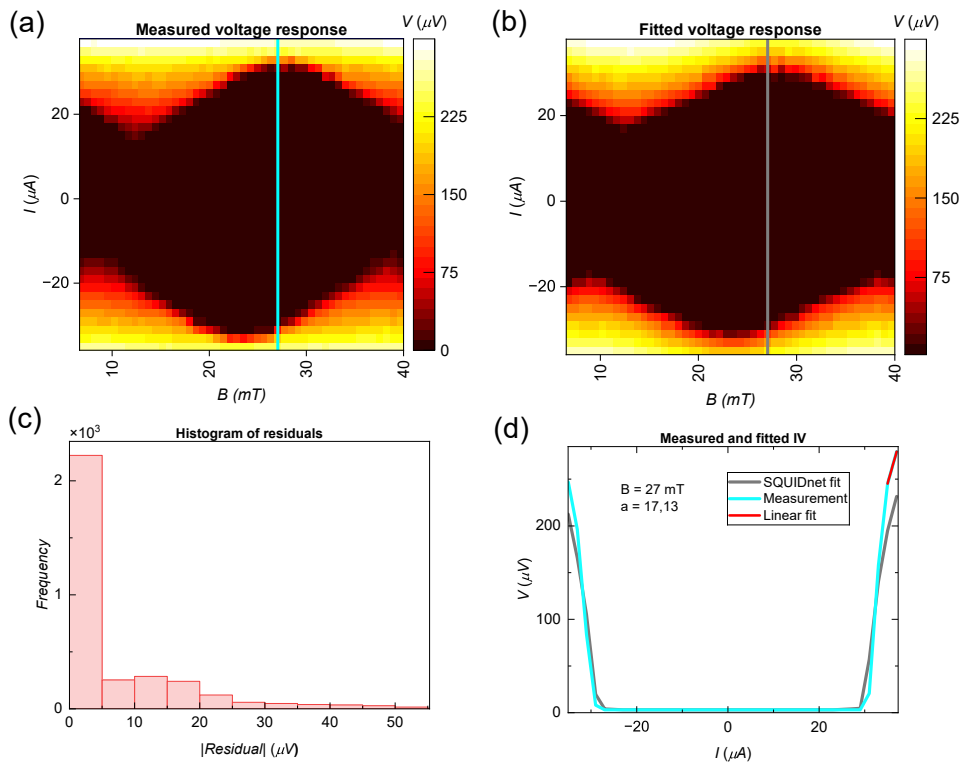 (a)
Measured voltage response
V (μV)
20
0
−20
I (μA)
10
20
30
40
B (mT)
225
150
75
0
(b)
Fitted voltage response
V (μV)
20
0
−20
I (μA)
10
20
30
40
B (mT)
225
150
75
(c)
×10³
Histogram of residuals
2
1
0
Frequency
0
10
20
30
40
50
|Residual| (μV)
(d)
Measured and fitted IV
B = 27 mT
a = 17,13
SQUIDnet fit
Measurement
Linear fit
200
100
0
V (μV)
−20
0
20
I (μA)